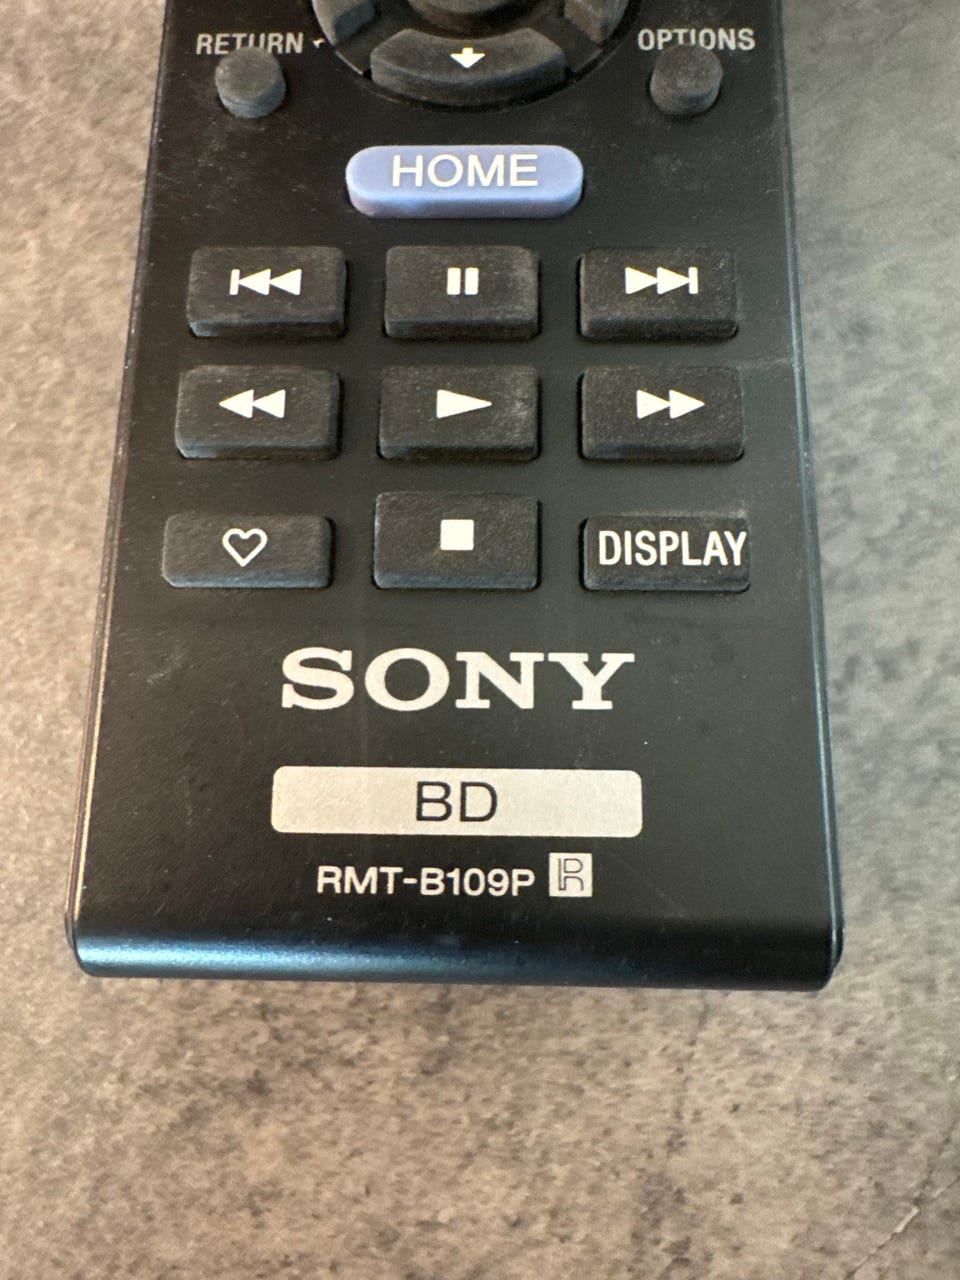 RETURN OPTIONS
HOME
DISPLAY
SONY
BD
RMT-B109P R